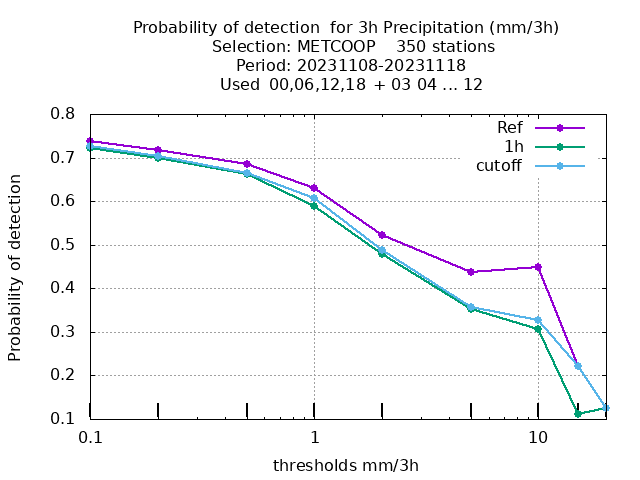 Probability of detection  for 3h Precipitation (mm/3h)
Selection: METCOOP    350 stations
Period: 20231108-20231118
Used  00,06,12,18  + 03 04 ... 12
Ref
1h
cutoff
Probability of detection
0.8
0.7
0.6
0.5
0.4
0.3
0.2
0.1
0.1
1
10
thresholds mm/3h